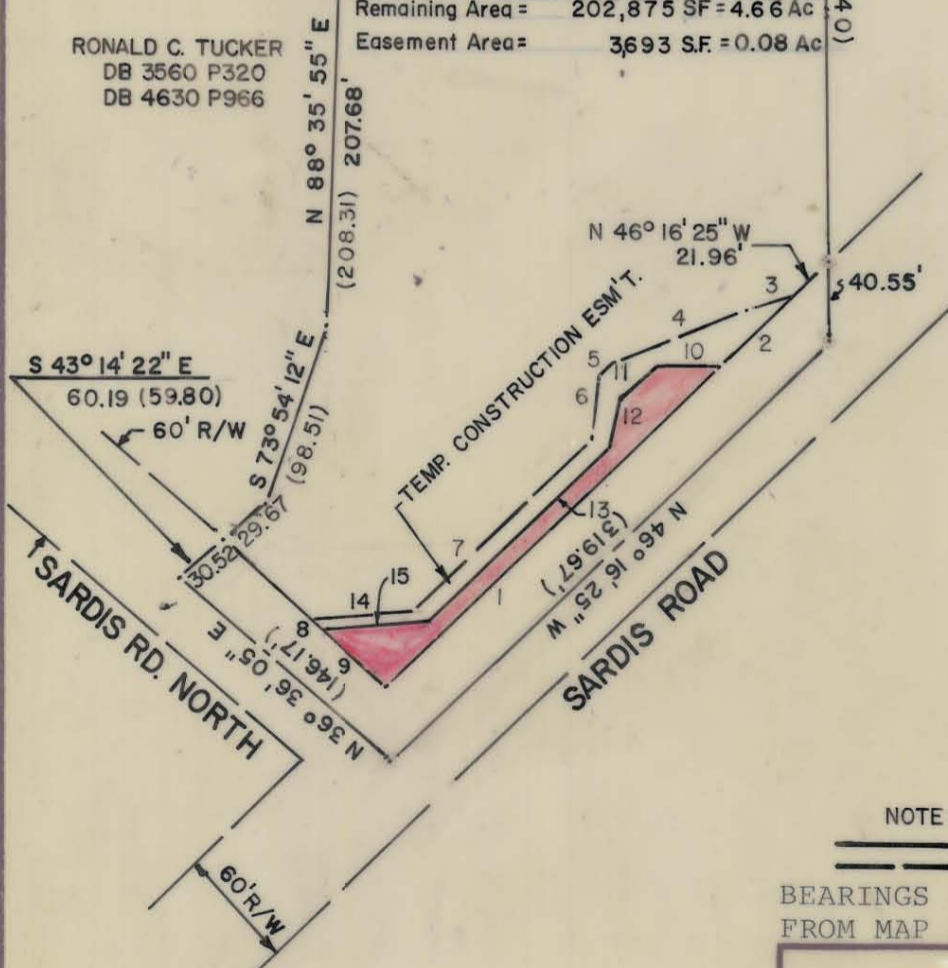 Remaining Area = 202,875 SF = 4.66 Ac
Easement Area = 3,693 S.F. = 0.08 Ac
40)
RONALD C. TUCKER
DB 3560 P320
DB 4630 P966
N 88° 35' 55" E
(208.31) 207.68'
N 46° 16' 25" W
21.96'
40.55'
S 43° 14' 22" E
60.19 (59.80)
60' R/W
S 73° 54' 12" E
(98.51)
29.67
30.52
TEMP. CONSTRUCTION ESM'T.
3
4
2
5
10
11
6
12
13
7
15
14
1
8
9
N 46° 16' 25" W
(319.67')
SARDIS ROAD
N 36° 36' 05" E
(146.17')
SARDIS RD. NORTH
60' R/W
NOTE
BEARINGS
FROM MAP